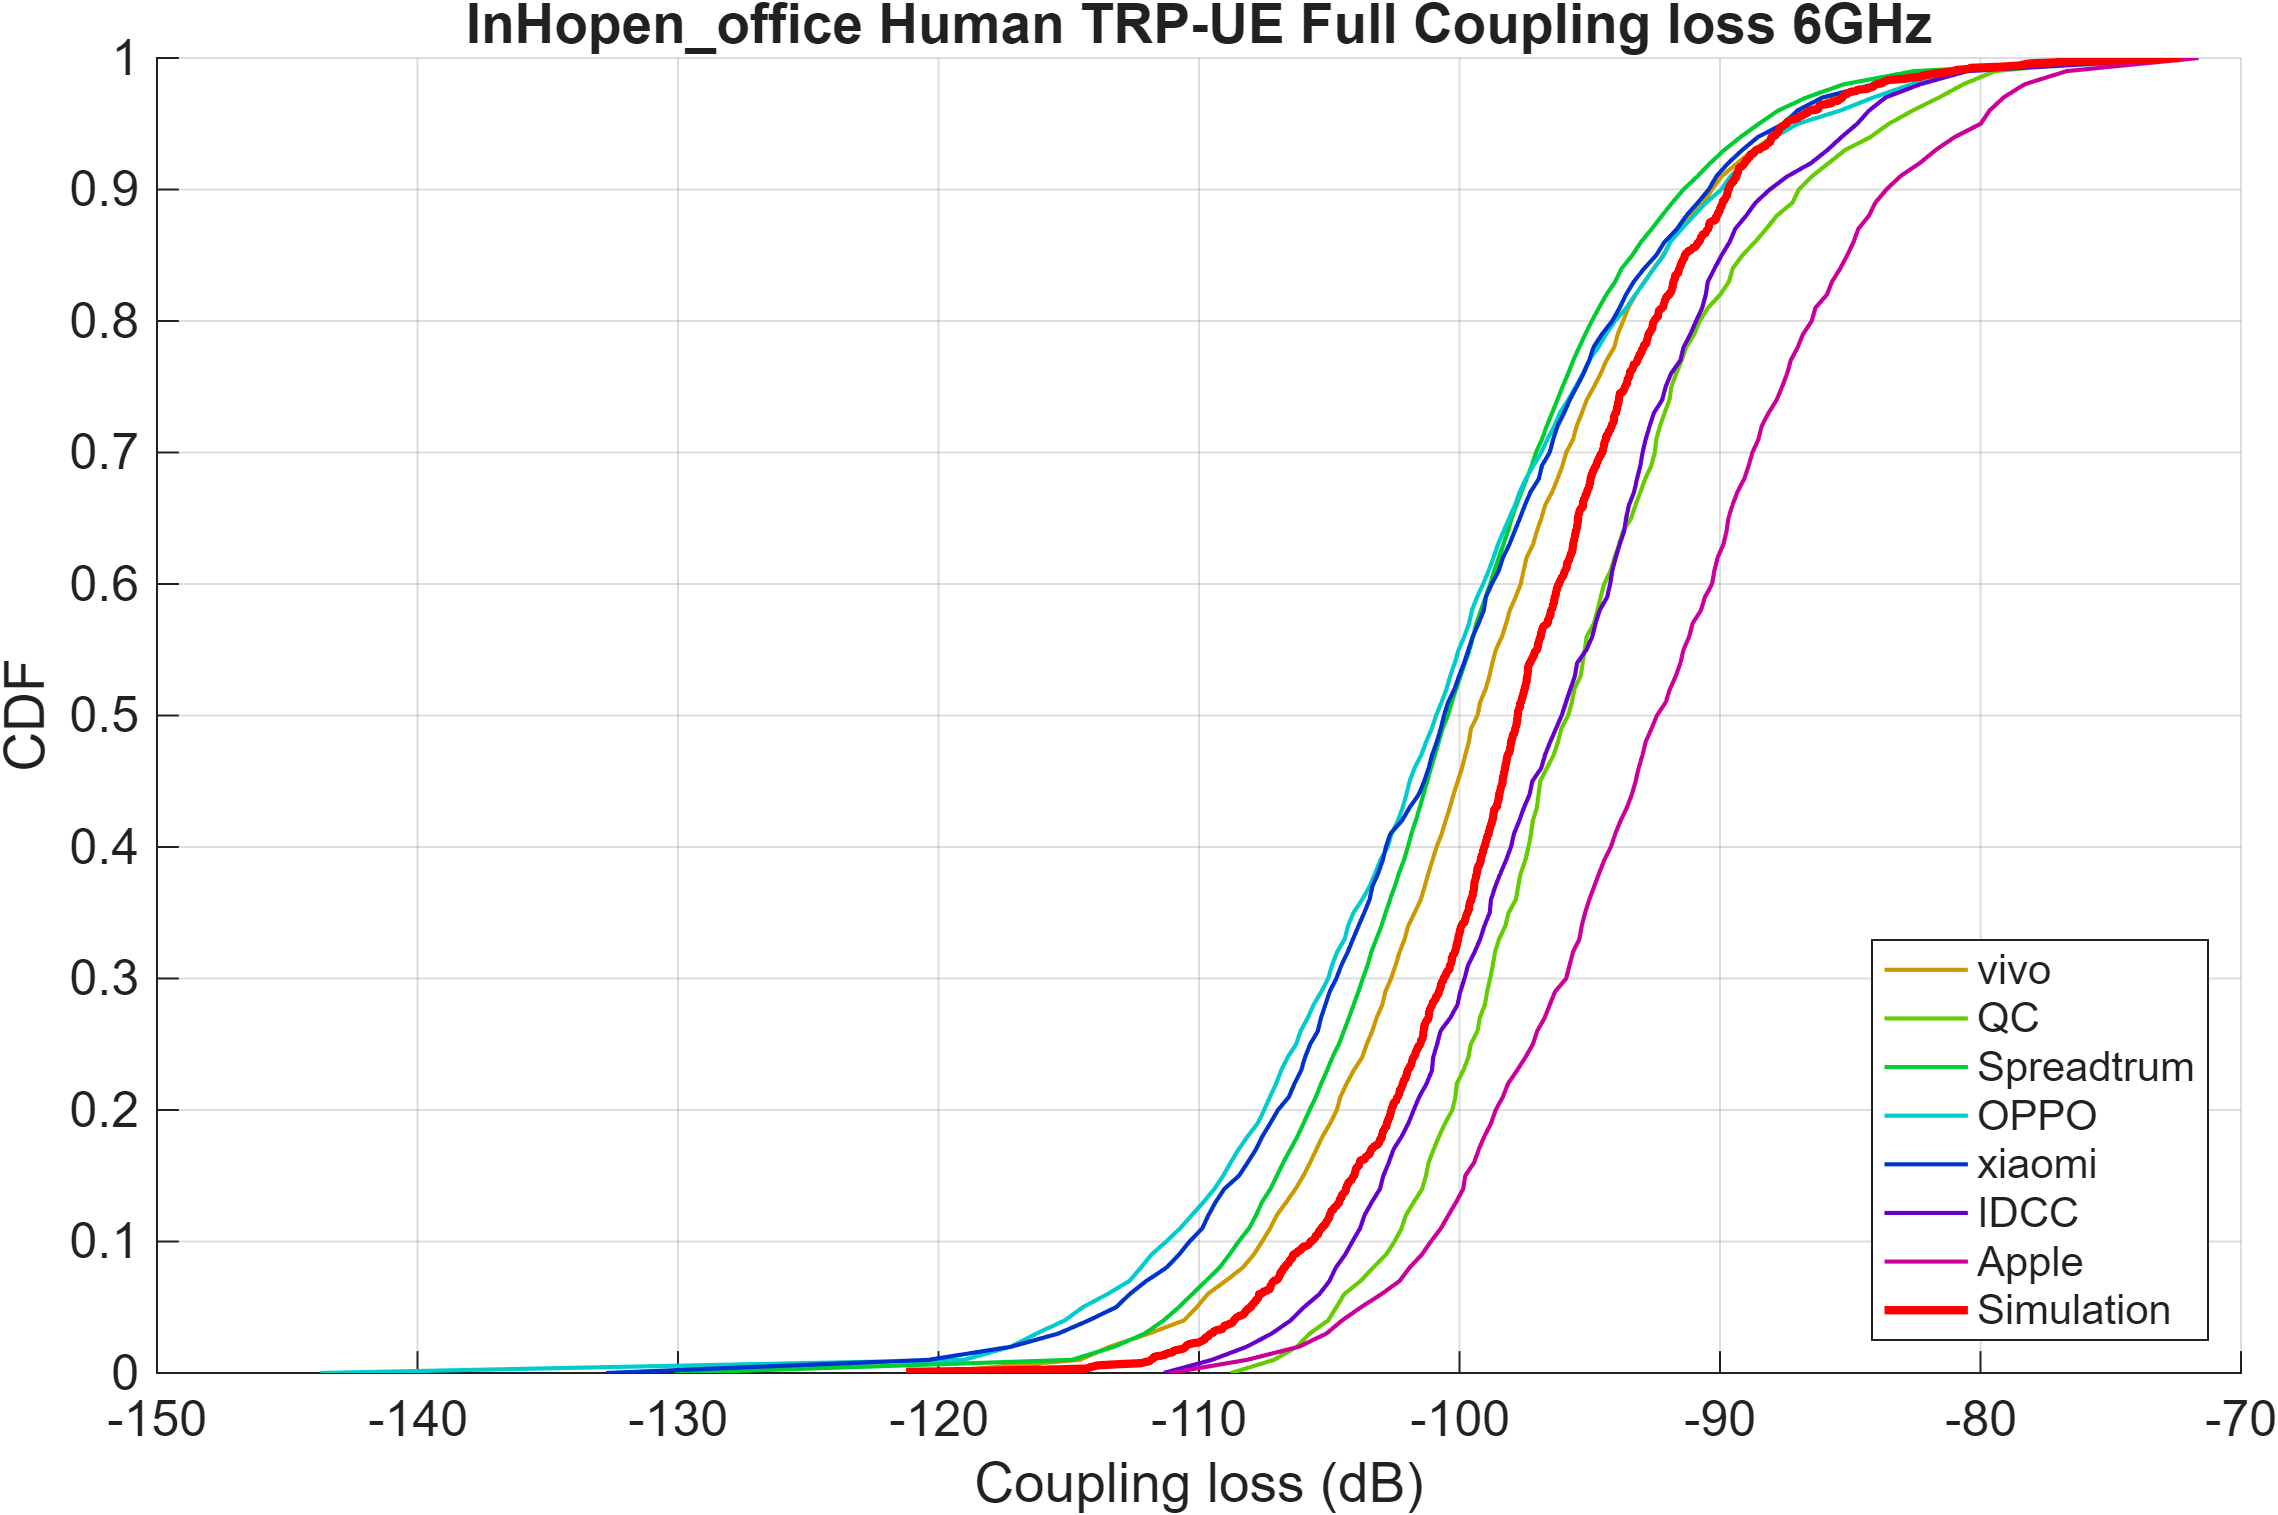 InHopen_office Human TRP-UE Full Coupling loss 6GHz
1
0.9
0.8
0.7
0.6
0.5
0.4
0.3
0.2
0.1
0
CDF
-150 -140 -130 -120 -110 -100 -90 -80 -70
Coupling loss (dB)
vivo
QC
Spreadtrum
OPPO
xiaomi
IDCC
Apple
Simulation